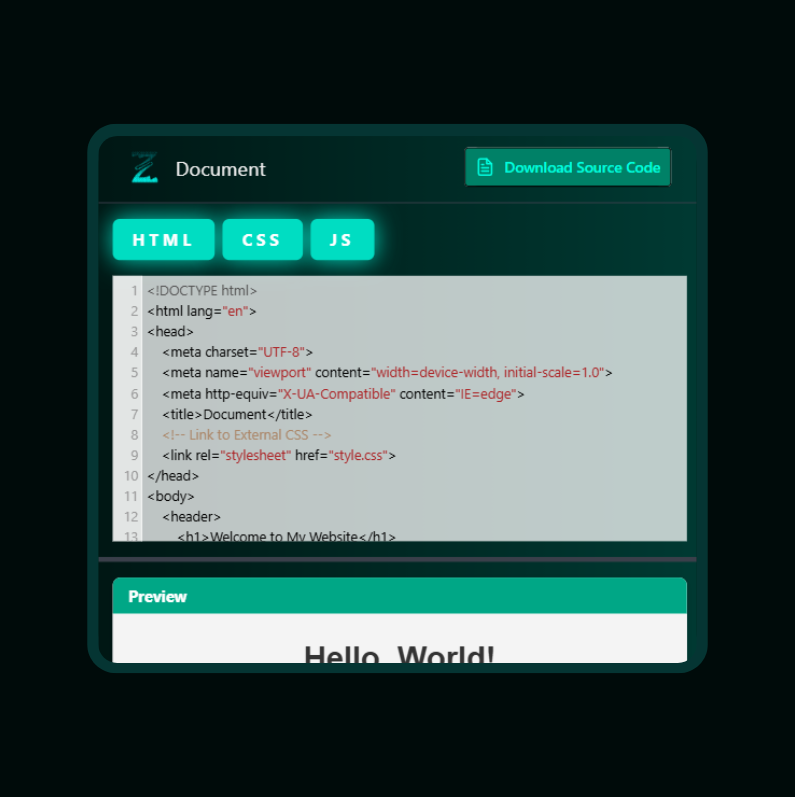 Document
Download Source Code
HTML CSS JS
1 <!DOCTYPE html>
2 <html lang="en">
3 <head>
4 <meta charset="UTF-8">
5 <meta name="viewport" content="width=device-width, initial-scale=1.0">
6 <meta http-equiv="X-UA-Compatible" content="IE=edge">
7 <title>Document</title>
8 <!-- Link to External CSS -->
9 <link rel="stylesheet" href="style.css">
10 </head>
11 <body>
12 <header>
13 <h1>Welcome to My Website</h1>
Preview
Hello, World!